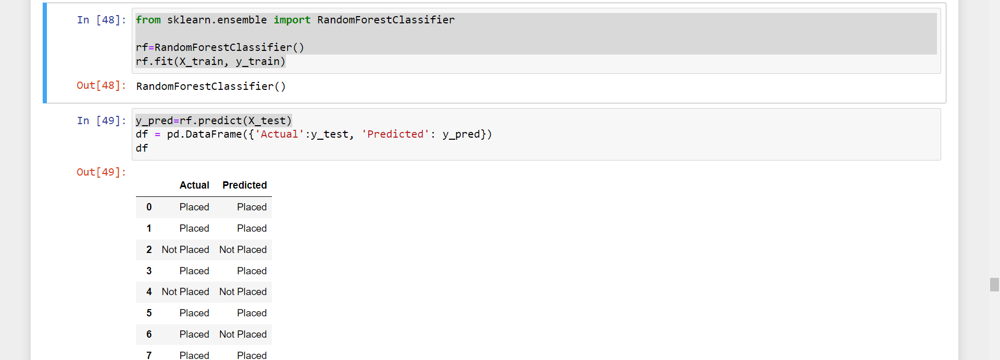 In [48]: from sklearn.ensemble import RandomForestClassifier
rf=RandomForestClassifier()
rf.fit(X_train, y_train)
Out[48]: RandomForestClassifier()
In [49]: y_pred=rf.predict(X_test)
df = pd.DataFrame({'Actual':y_test, 'Predicted': y_pred})
df
Out[49]:
Actual Predicted
0 Placed Placed
1 Placed Placed
2 Not Placed Not Placed
3 Placed Placed
4 Not Placed Not Placed
5 Placed Placed
6 Placed Not Placed
7 Placed Placed